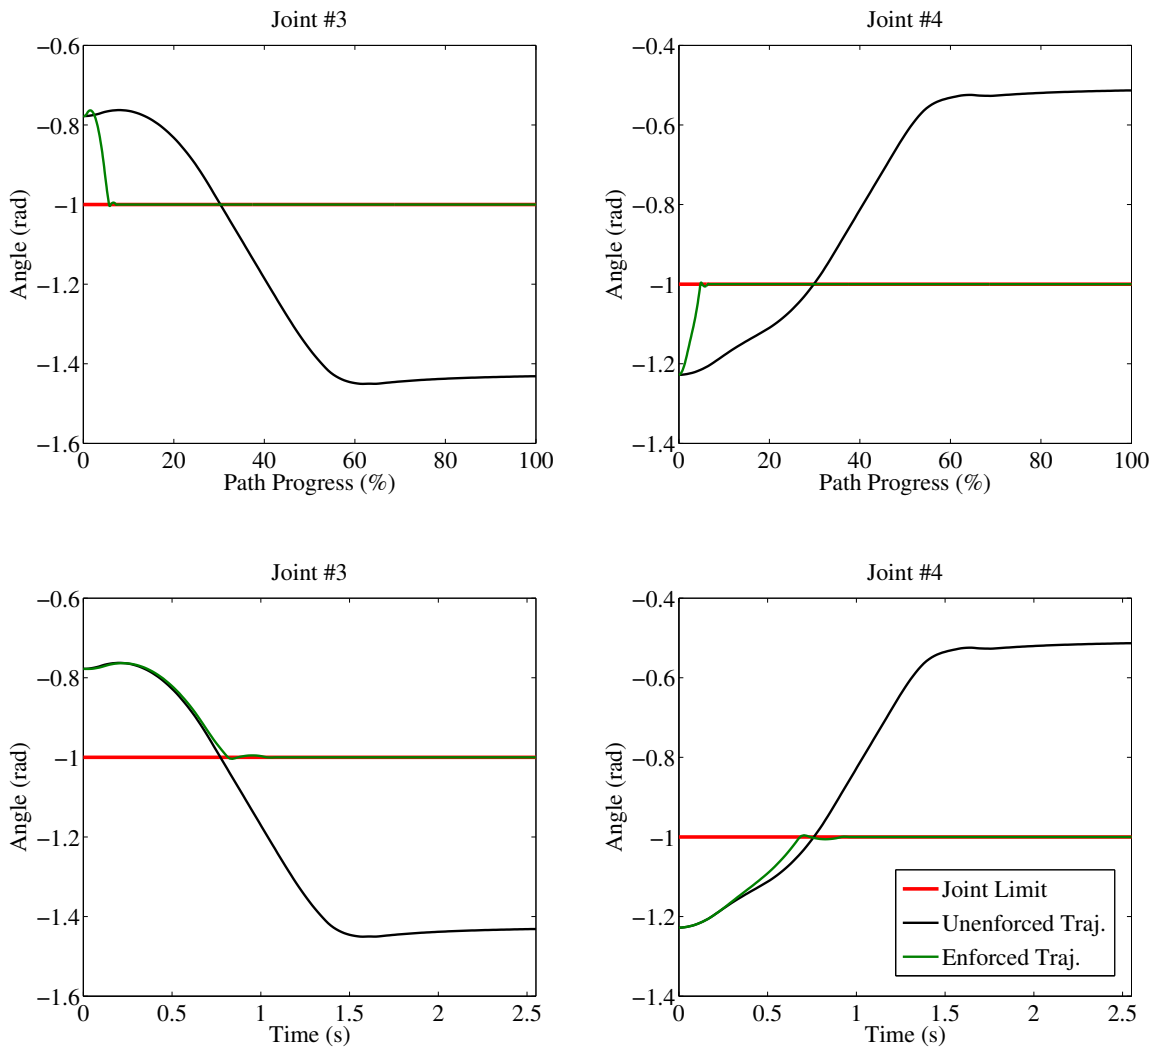 Joint #3
−0.6
−0.8
−1
−1.2
−1.4
−1.6
Angle (rad)
0 20 40 60 80 100
Path Progress (%)
Joint #4
−0.4
−0.6
−0.8
−1
−1.2
−1.4
Angle (rad)
0 20 40 60 80 100
Path Progress (%)
Joint #3
−0.6
−0.8
−1
−1.2
−1.4
−1.6
Angle (rad)
0 0.5 1 1.5 2 2.5
Time (s)
Joint #4
−0.4
−0.6
−0.8
−1
−1.2
−1.4
Angle (rad)
Joint Limit
Unenforced Traj.
Enforced Traj.
0 0.5 1 1.5 2 2.5
Time (s)